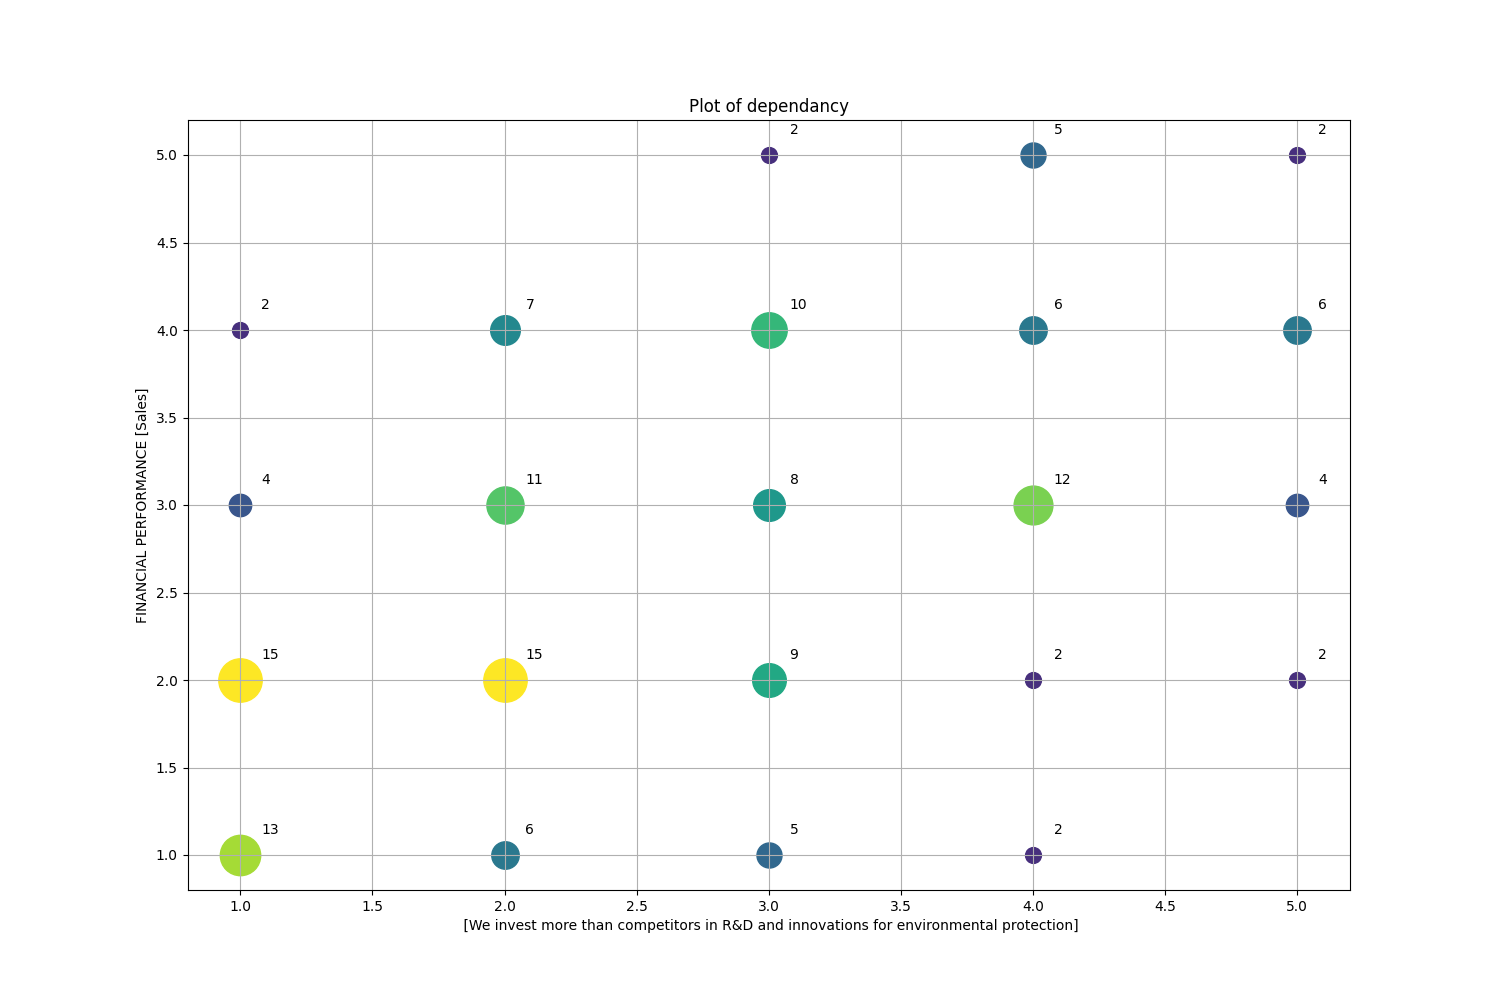 Plot of dependancy
2 5 2
5.0
4.5
2 7 10 6 6
4.0
3.5
4 11 8 12 4
3.0
2.5
15 15 9 2 2
2.0
1.5
13 6 5 2
1.0
1.0 1.5 2.0 2.5 3.0 3.5 4.0 4.5 5.0
[We invest more than competitors in R&D and innovations for environmental protection]
FINANCIAL PERFORMANCE [Sales]